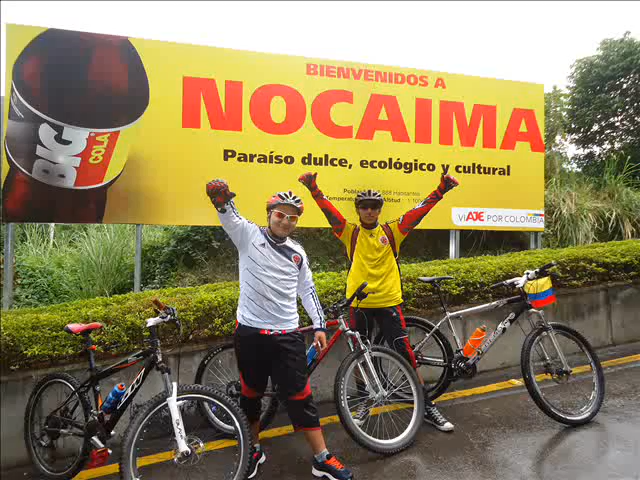 BIENVENIDOS A
NOCAIMA
Paraíso dulce, ecológico y cultural
BIG
COLA
VIAJE POR COLOMBIA